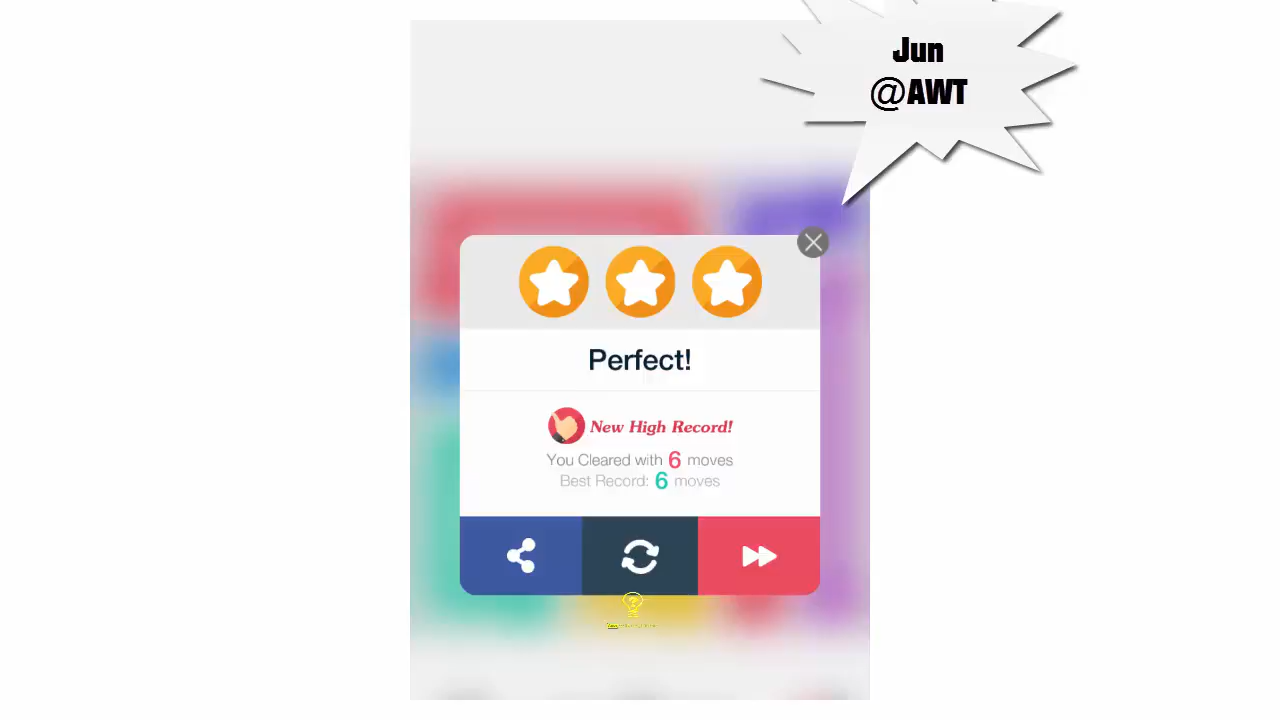 Jun
@AWT
Perfect!
New High Record!
You Cleared with 6 moves
Best Record: 6 moves